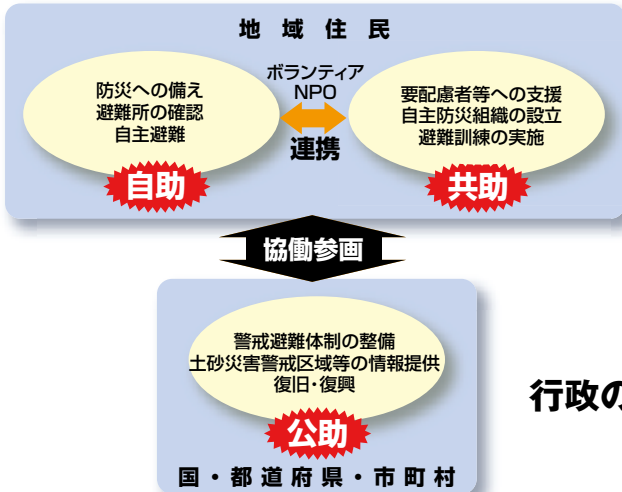 地域住民
防災への備え
避難所の確認
自主避難
自助
ボランティア
NPO
連携
要配慮者等への支援
自主防災組織の設立
避難訓練の実施
共助
協働参画
警戒避難体制の整備
土砂災害警戒区域等の情報提供
復旧・復興
公助
国・都道府県・市町村
行政の